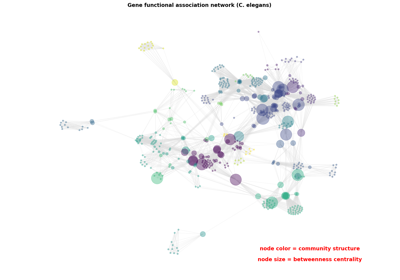 Gene functional association network (C. elegans)
node color = community structure
node size = betweenness centrality